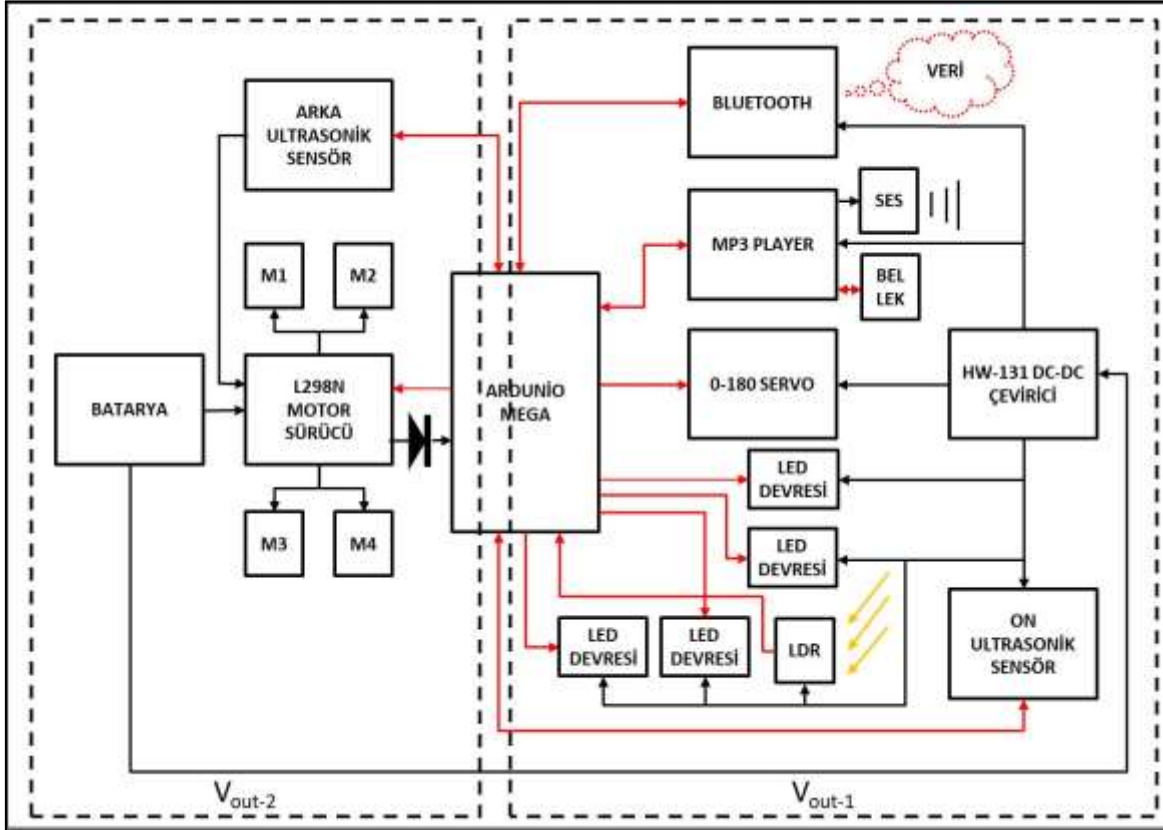 ARKA
ULTRASONİK
SENSÖR
BLUETOOTH
VERİ
MP3 PLAYER
SES
BEL
LEK
M1
M2
BATARYA
L298N
MOTOR
SÜRÜCÜ
ARDUNİO
MEGA
0-180 SERVO
HW-131 DC-DC
ÇEVİRİCİ
M3
M4
LED
DEVRESİ
LED
DEVRESİ
LED
DEVRESİ
LED
DEVRESİ
LDR
ON
ULTRASONİK
SENSÖR
Vout-2
Vout-1